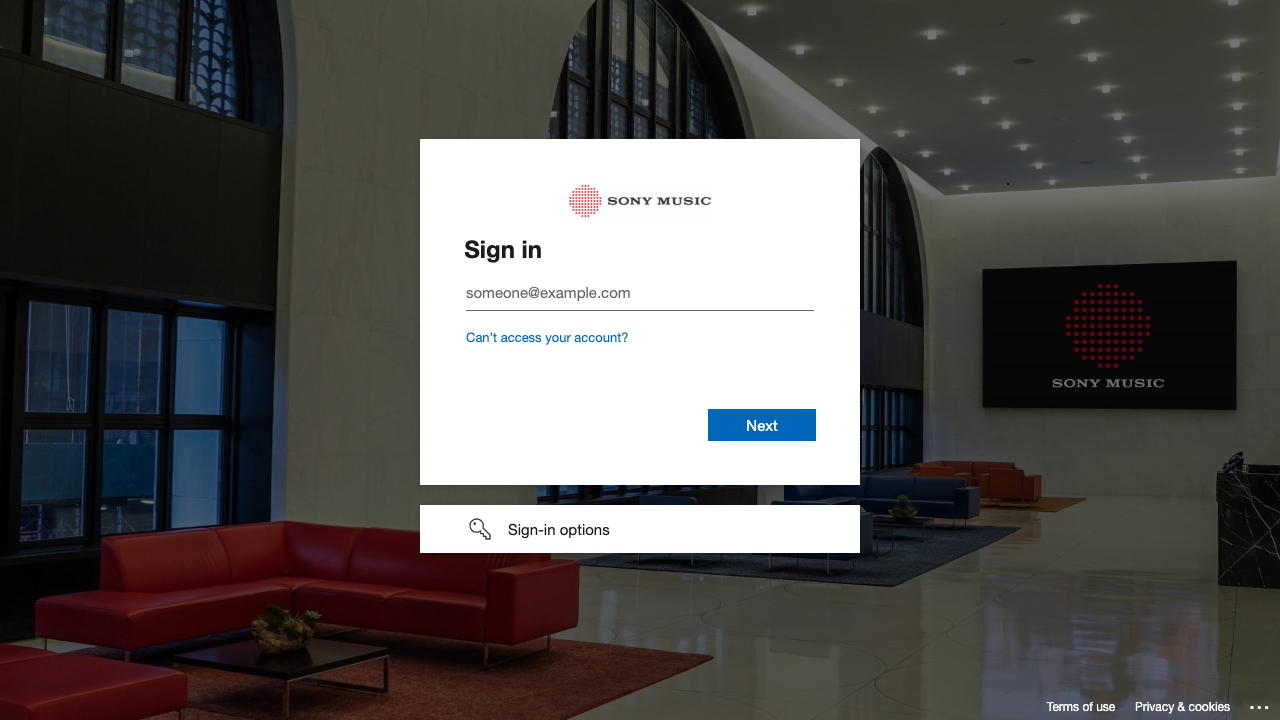 SONY MUSIC
Sign in
someone@example.com
Can't access your account?
Next
Sign-in options
SONY MUSIC
Terms of use
Privacy & cookies
...